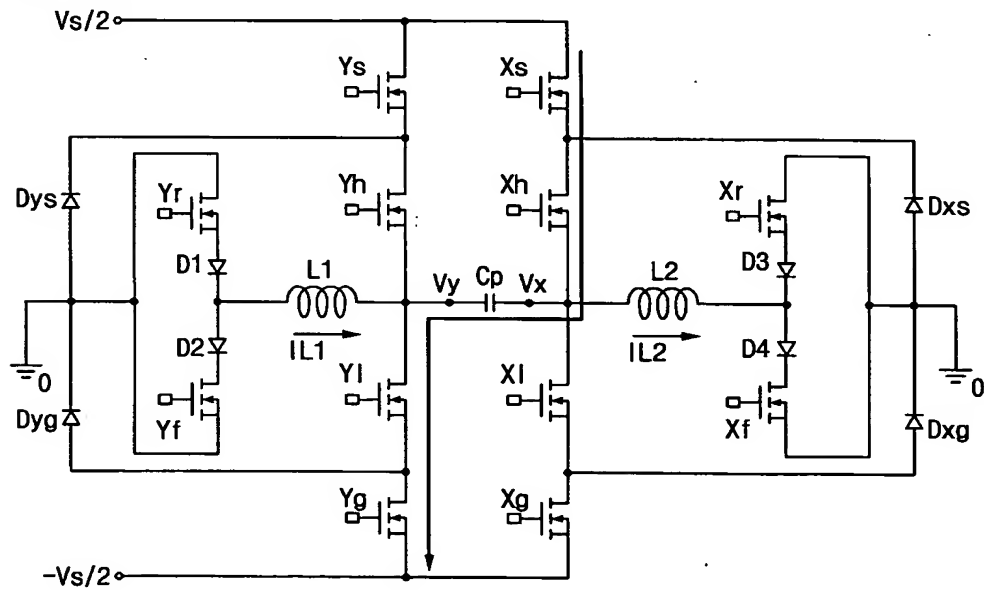 Vs/2
Ys
Xs
Dys
Yr
Yh
Xh
Xr
Dxs
D1
L1
Vy
Cp
Vx
L2
D3
0
IL1
IL2
0
D2
Yl
Xl
D4
Dyg
Yf
Xf
Dxg
Yg
Xg
-Vs/2